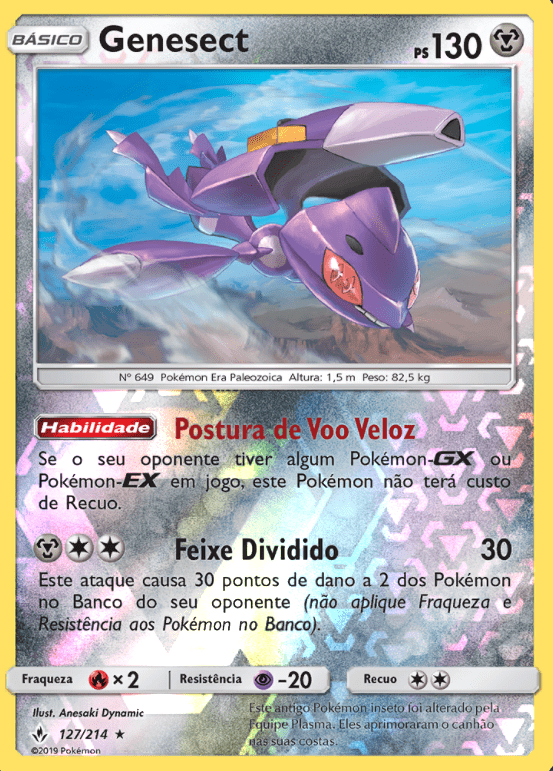 BÁSICO Genesect PS 130
Nº 649 Pokémon Era Paleozoica Altura: 1,5 m Peso: 82,5 kg
Habilidade Postura de Voo Veloz
Se o seu oponente tiver algum Pokémon-GX ou
Pokémon-EX em jogo, este Pokémon não terá custo
de Recuo.
Feixe Dividido 30
Este ataque causa 30 pontos de dano a 2 dos Pokémon
no Banco do seu oponente (não aplique Fraqueza e
Resistência aos Pokémon no Banco).
Fraqueza ×2 Resistência -20 Recuo
Ilust. Anesaki Dynamic
127/214 ★
©2019 Pokémon
Este antigo Pokémon inseto foi alterado pela
Equipe Plasma. Eles aprimoraram o canhão
nas suas costas.